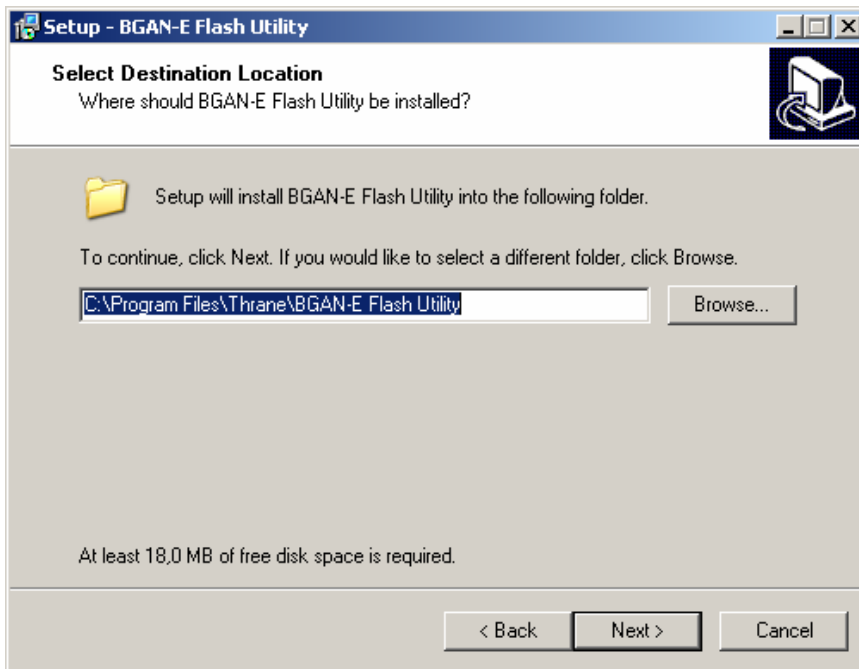 Setup - BGAN-E Flash Utility
Select Destination Location
Where should BGAN-E Flash Utility be installed?
Setup will install BGAN-E Flash Utility into the following folder.
To continue, click Next. If you would like to select a different folder, click Browse.
C:\Program Files\Thrane\BGAN-E Flash Utility
Browse...
At least 18,0 MB of free disk space is required.
< Back
Next >
Cancel